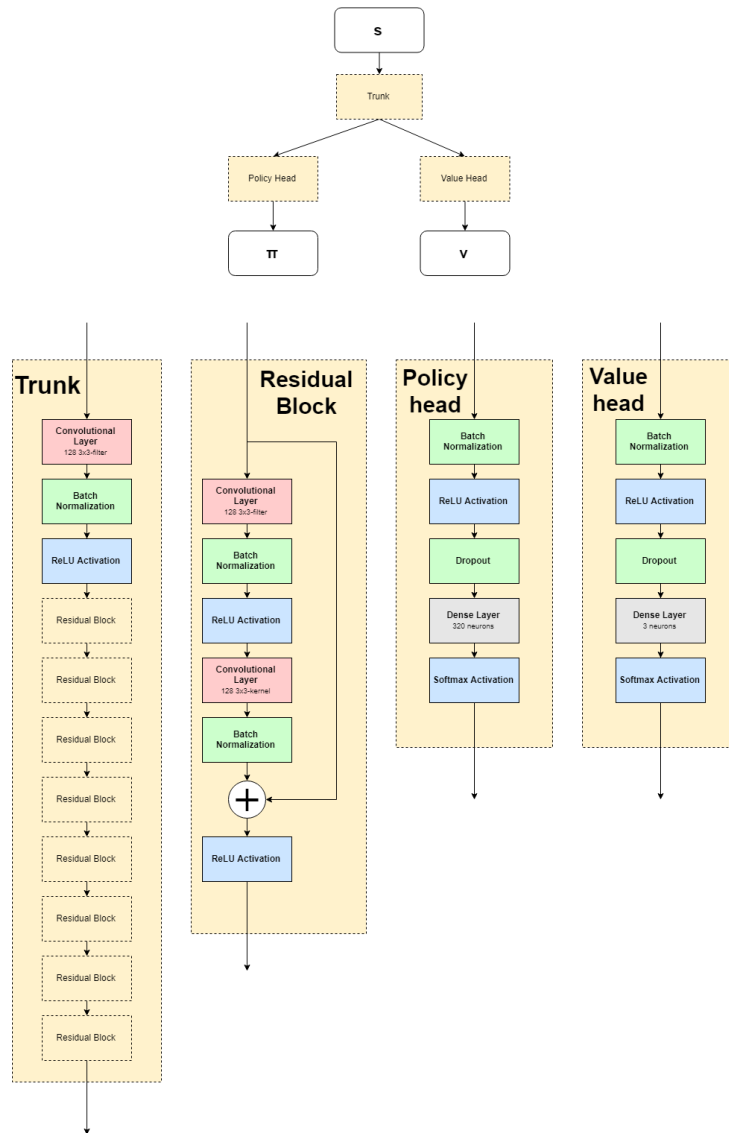 s
Trunk
Policy Head
Value Head
π
v
Trunk
Convolutional
Layer
128 3x3-filter
Batch
Normalization
ReLU Activation
Residual Block
Residual Block
Residual Block
Residual Block
Residual Block
Residual Block
Residual Block
Residual Block
Residual
Block
Convolutional
Layer
128 3x3-filter
Batch
Normalization
ReLU Activation
Convolutional
Layer
128 3x3-kernel
Batch
Normalization
+
ReLU Activation
Policy
head
Batch
Normalization
ReLU Activation
Dropout
Dense Layer
320 neurons
Softmax Activation
Value
head
Batch
Normalization
ReLU Activation
Dropout
Dense Layer
3 neurons
Softmax Activation